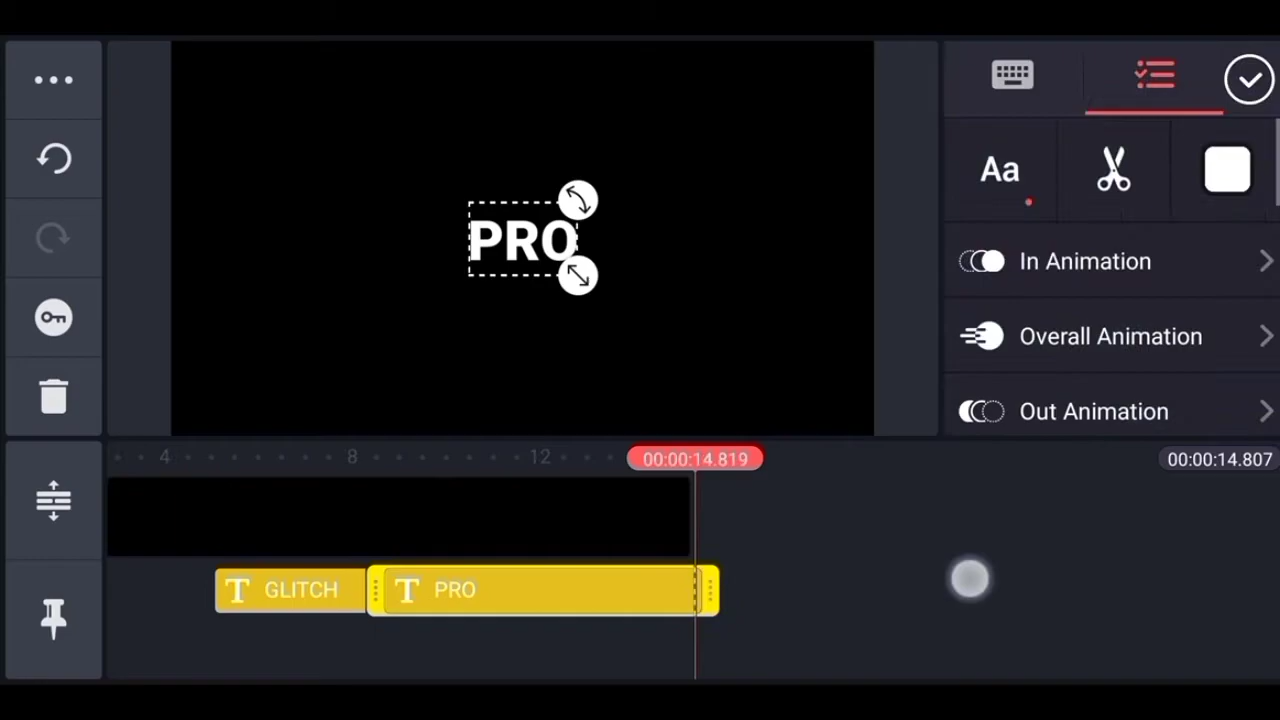 PRO
Aa
In Animation
Overall Animation
Out Animation
4
8
12
00:00:14.819
00:00:14.807
T GLITCH
T PRO